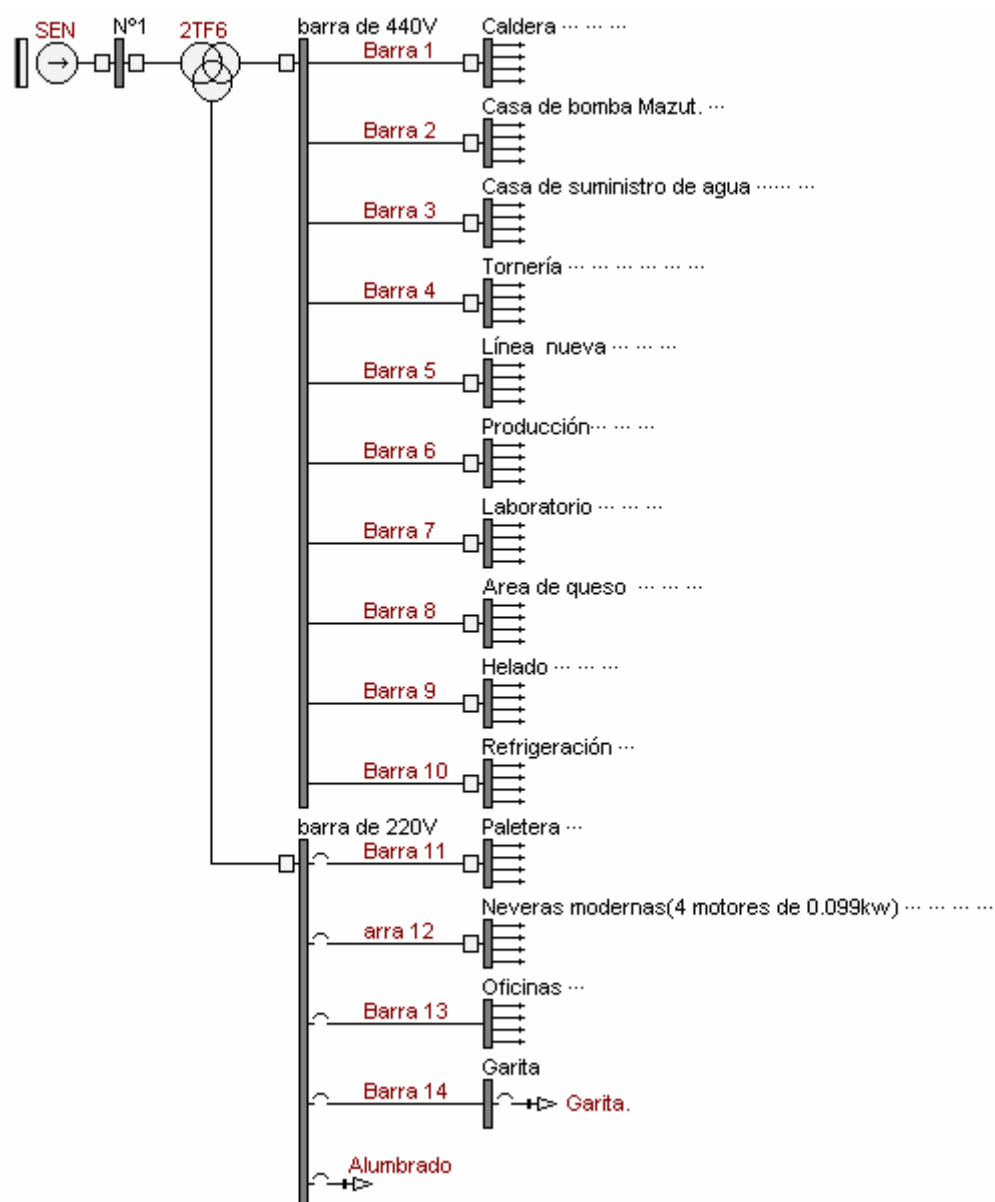 SEN Nº1 2TF6 barra de 440V Caldera ··· ··· ···
Barra 1
Casa de bomba Mazut. ···
Barra 2
Casa de suministro de agua ······ ···
Barra 3
Tornería ··· ··· ··· ··· ··· ···
Barra 4
Línea nueva ··· ··· ···
Barra 5
Producción··· ··· ···
Barra 6
Laboratorio ··· ··· ···
Barra 7
Area de queso ··· ··· ···
Barra 8
Helado ··· ··· ···
Barra 9
Refrigeración ···
Barra 10
barra de 220V Paletera ···
Barra 11
Neveras modernas(4 motores de 0.099kw) ··· ··· ··· ···
arra 12
Oficinas ···
Barra 13
Garita
Barra 14 Garita.
Alumbrado